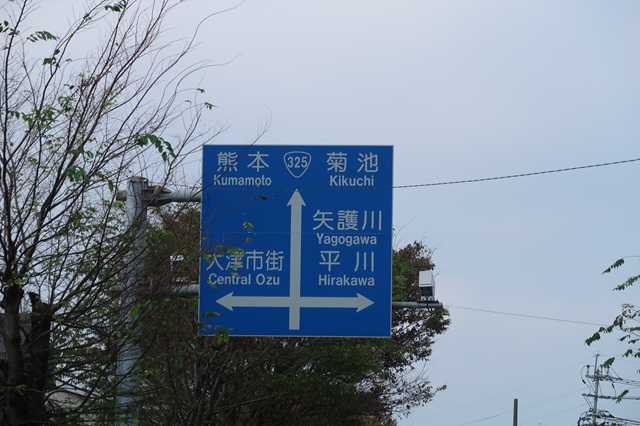 熊本 325 菊池
Kumamoto Kikuchi
矢護川
Yagogawa
大津市街 平川
Central Ozu Hirakawa